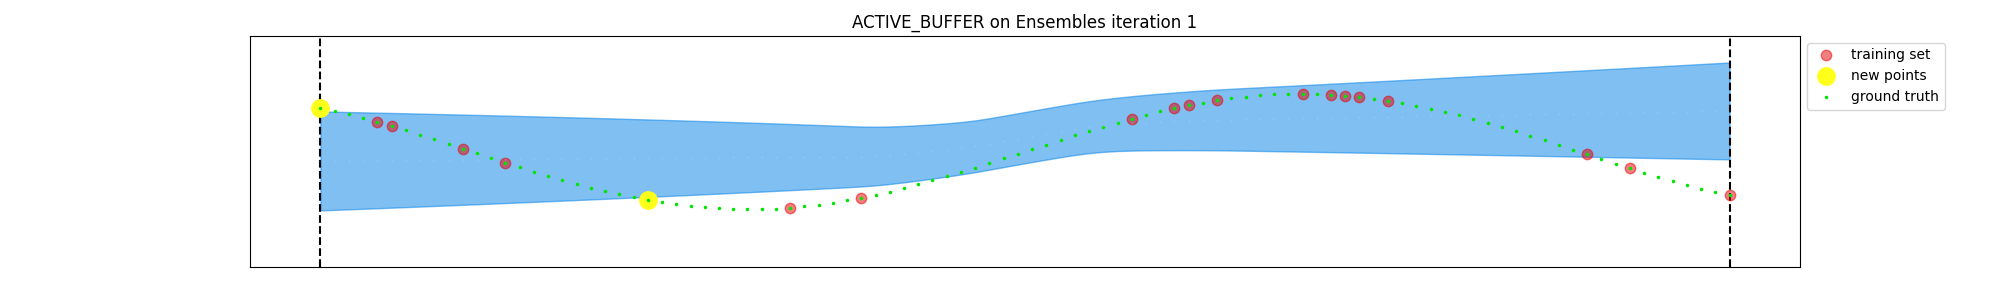 ACTIVE_BUFFER on Ensembles iteration 1
training set
new points
ground truth